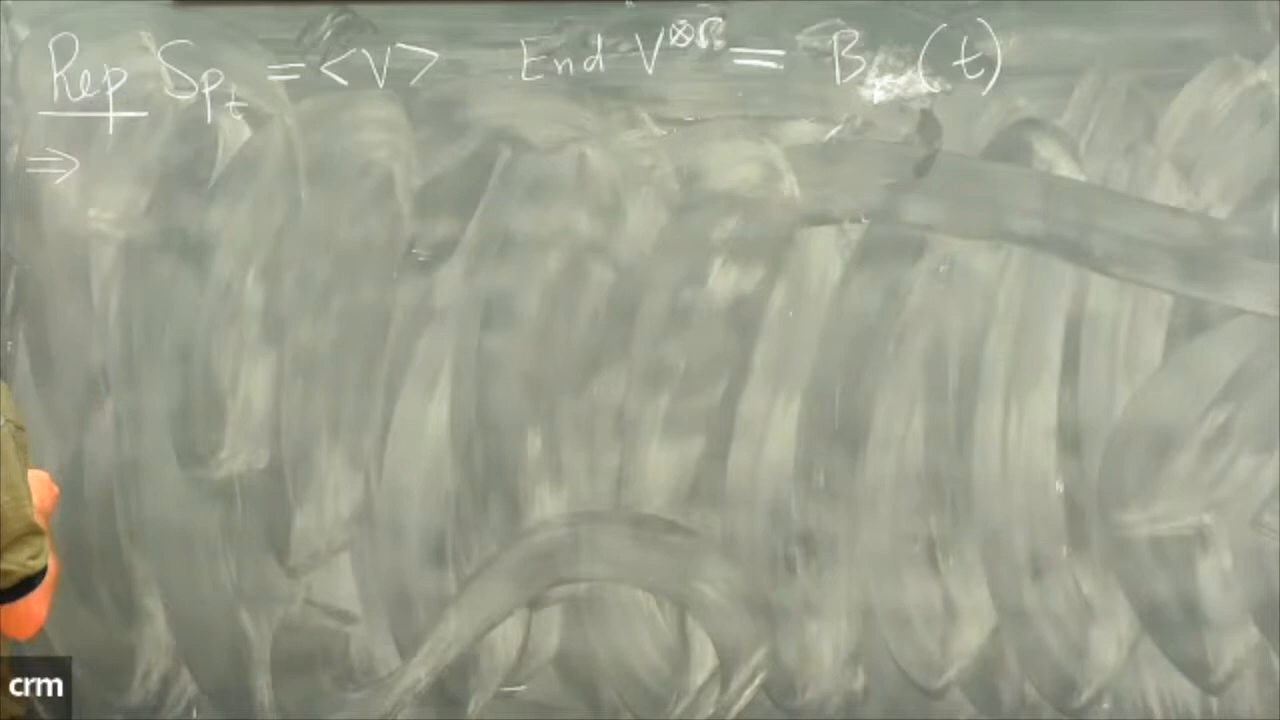 Rep Sp_t = <V> End V^{⊗n} = B (t)
⇒
crm